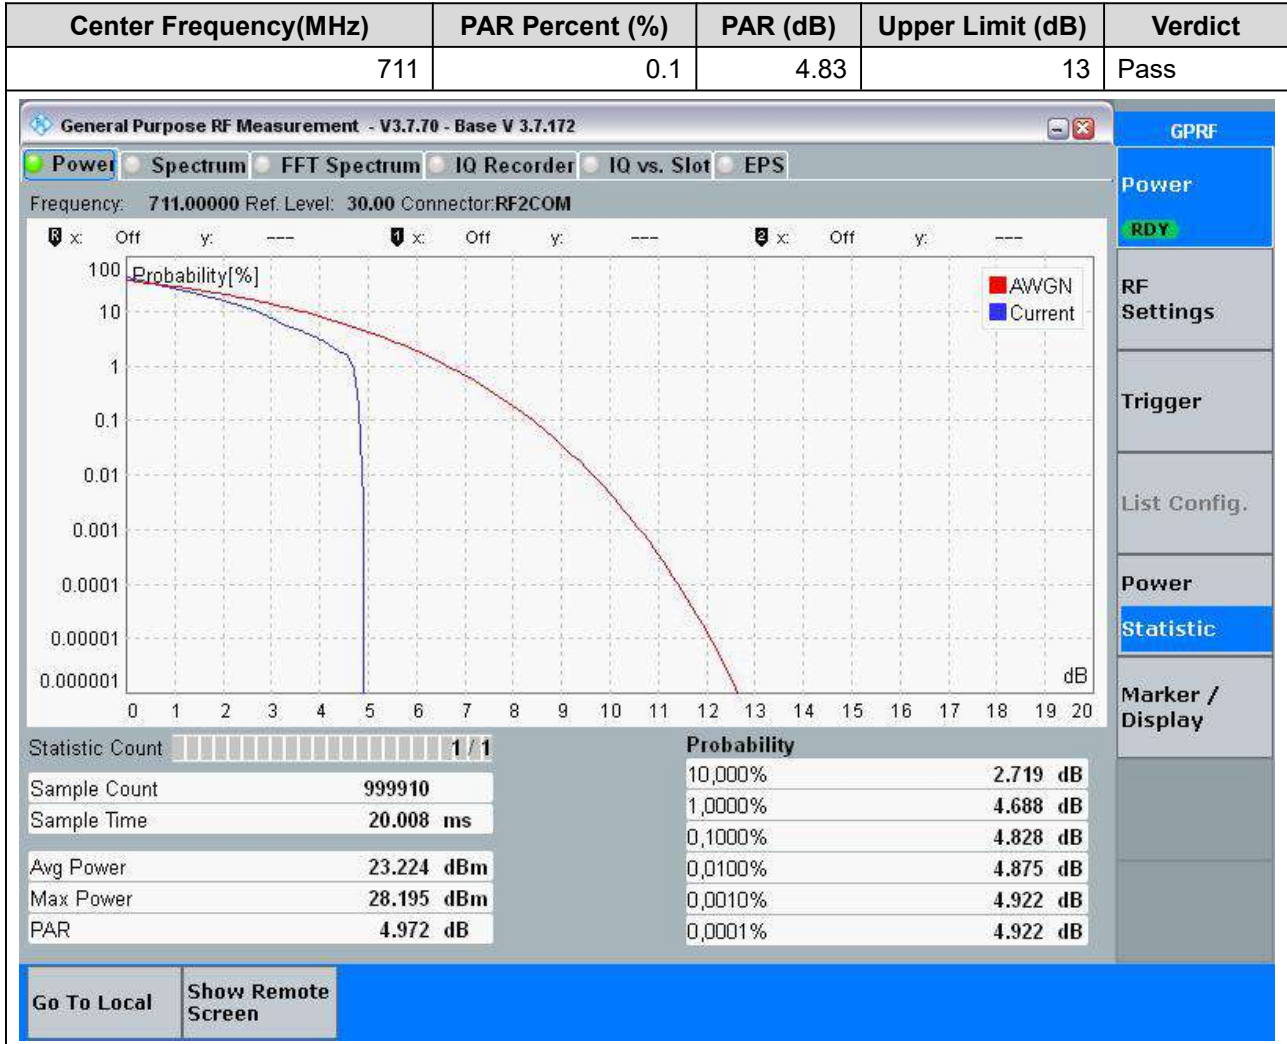 Center Frequency(MHz) PAR Percent (%) PAR (dB) Upper Limit (dB) Verdict
711 0.1 4.83 13 Pass
General Purpose RF Measurement - V3.7.70 - Base V 3.7.172
GPRF
Power Spectrum FFT Spectrum IQ Recorder IQ vs. Slot EPS
Frequency: 711.00000 Ref. Level: 30.00 Connector:RF2COM
R x: Off y: --- 1 x: Off y: --- 2 x: Off y: ---
Probability[%]
AWGN
Current
100
10
1
0.1
0.01
0.001
0.0001
0.00001
0.000001
dB
0 1 2 3 4 5 6 7 8 9 10 11 12 13 14 15 16 17 18 19 20
Statistic Count 1 / 1
Sample Count 999910
Sample Time 20.008 ms
Avg Power 23.224 dBm
Max Power 28.195 dBm
PAR 4.972 dB
Probability
10,000% 2.719 dB
1,0000% 4.688 dB
0,1000% 4.828 dB
0,0100% 4.875 dB
0,0010% 4.922 dB
0,0001% 4.922 dB
Power
RDY
RF
Settings
Trigger
List Config.
Power
Statistic
Marker /
Display
Go To Local
Show Remote
Screen